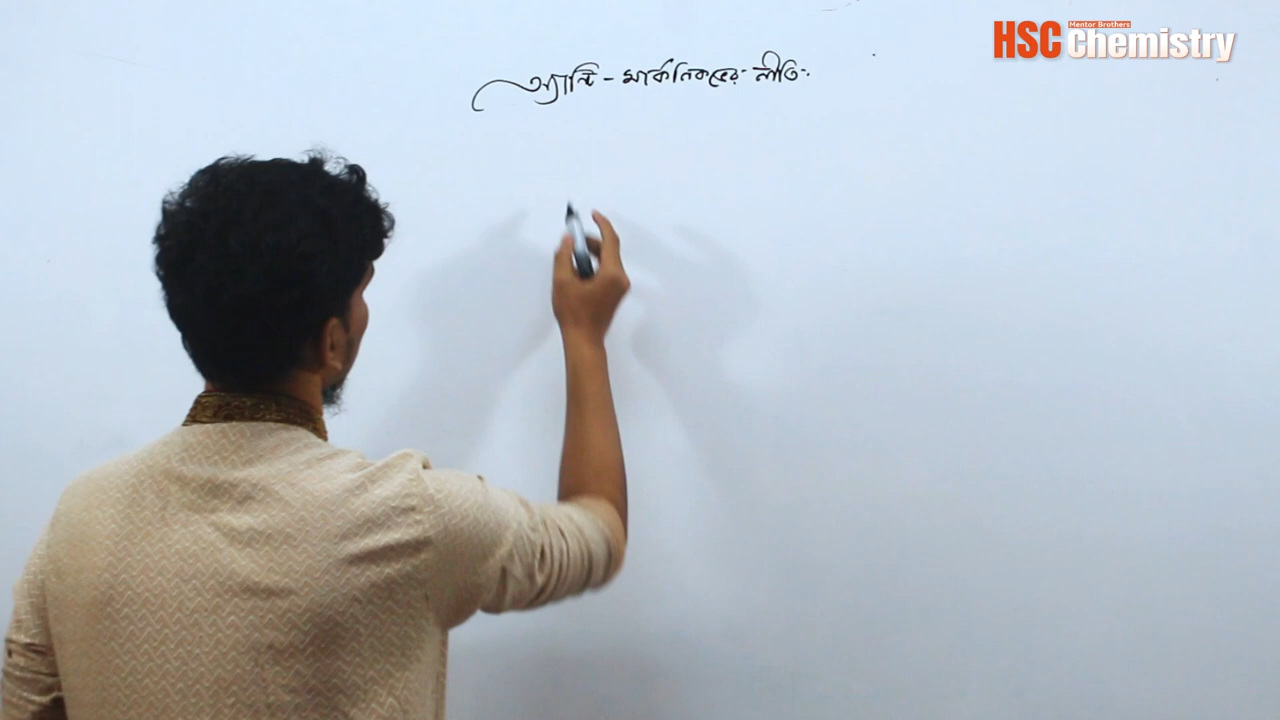 HSC Mentor Brothers Chemistry
অ্যান্টি - মার্কনিকভের নীতি: